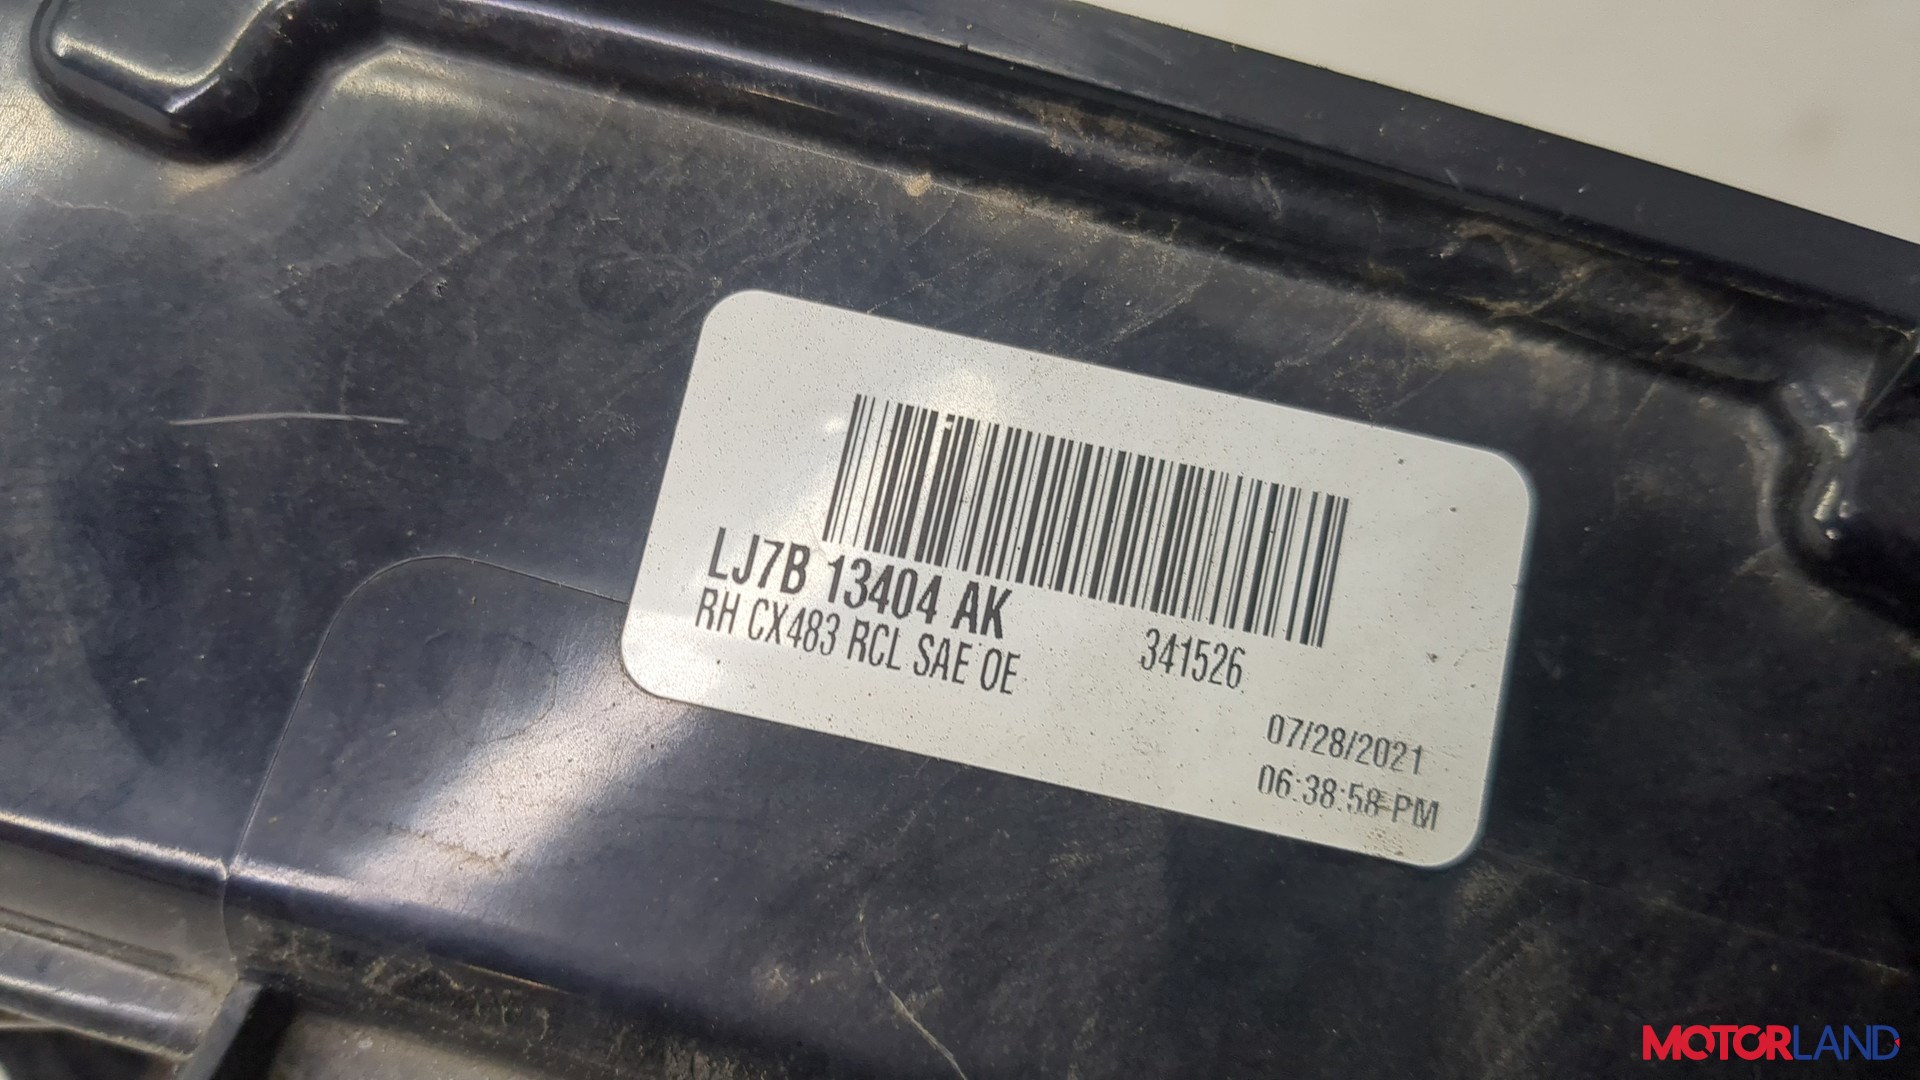 LJ7B 13404 AK
RH CX483 RCL SAE OE
341526
07/28/2021
06:38:58 PM
MOTORLAND